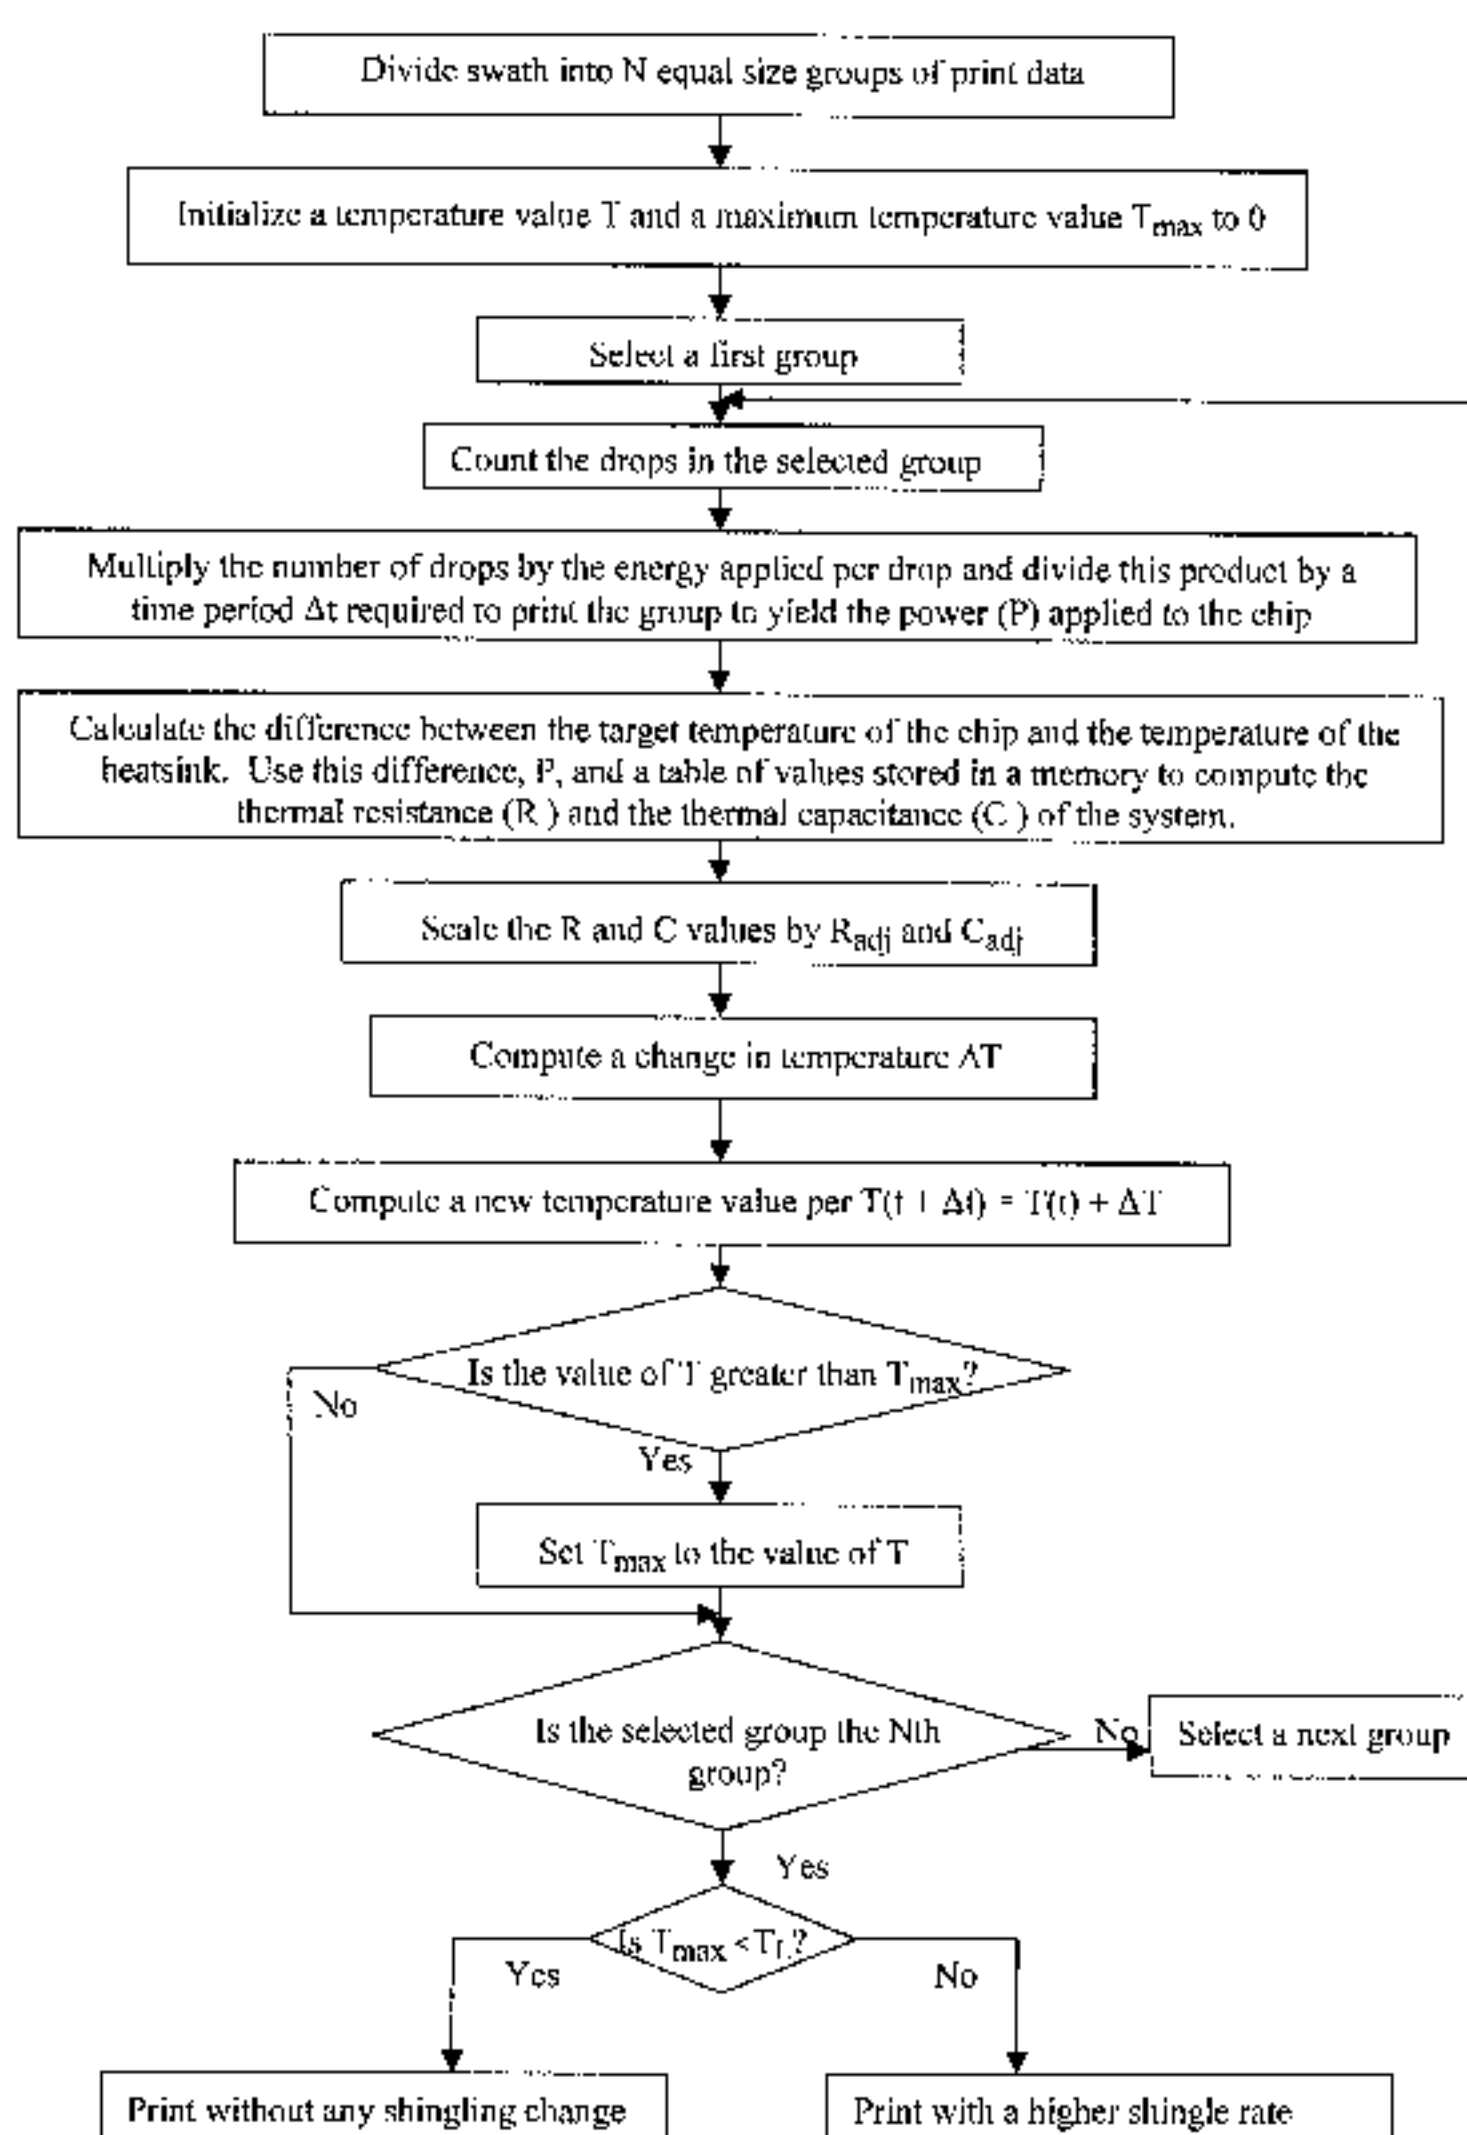 Divide swath into N equal size groups of print data
Initialize a temperature value T and a maximum temperature value Tmax to 0
Select a first group
Count the drops in the selected group
Multiply the number of drops by the energy applied per drop and divide this product by a
time period Δt required to print the group to yield the power (P) applied to the chip
Calculate the difference between the target temperature of the chip and the temperature of the
heatsink. Use this difference, P, and a table of values stored in a memory to compute the
thermal resistance (R ) and the thermal capacitance (C ) of the system.
Scale the R and C values by Radj and Cadj
Compute a change in temperature ΔT
Compute a new temperature value per T(t + Δt) = T(t) + ΔT
Is the value of T greater than Tmax?
No
Yes
Set Tmax to the value of T
Is the selected group the Nth
group?
No
Select a next group
Yes
Is Tmax <TL?
Yes
No
Print without any shingling change
Print with a higher shingle rate